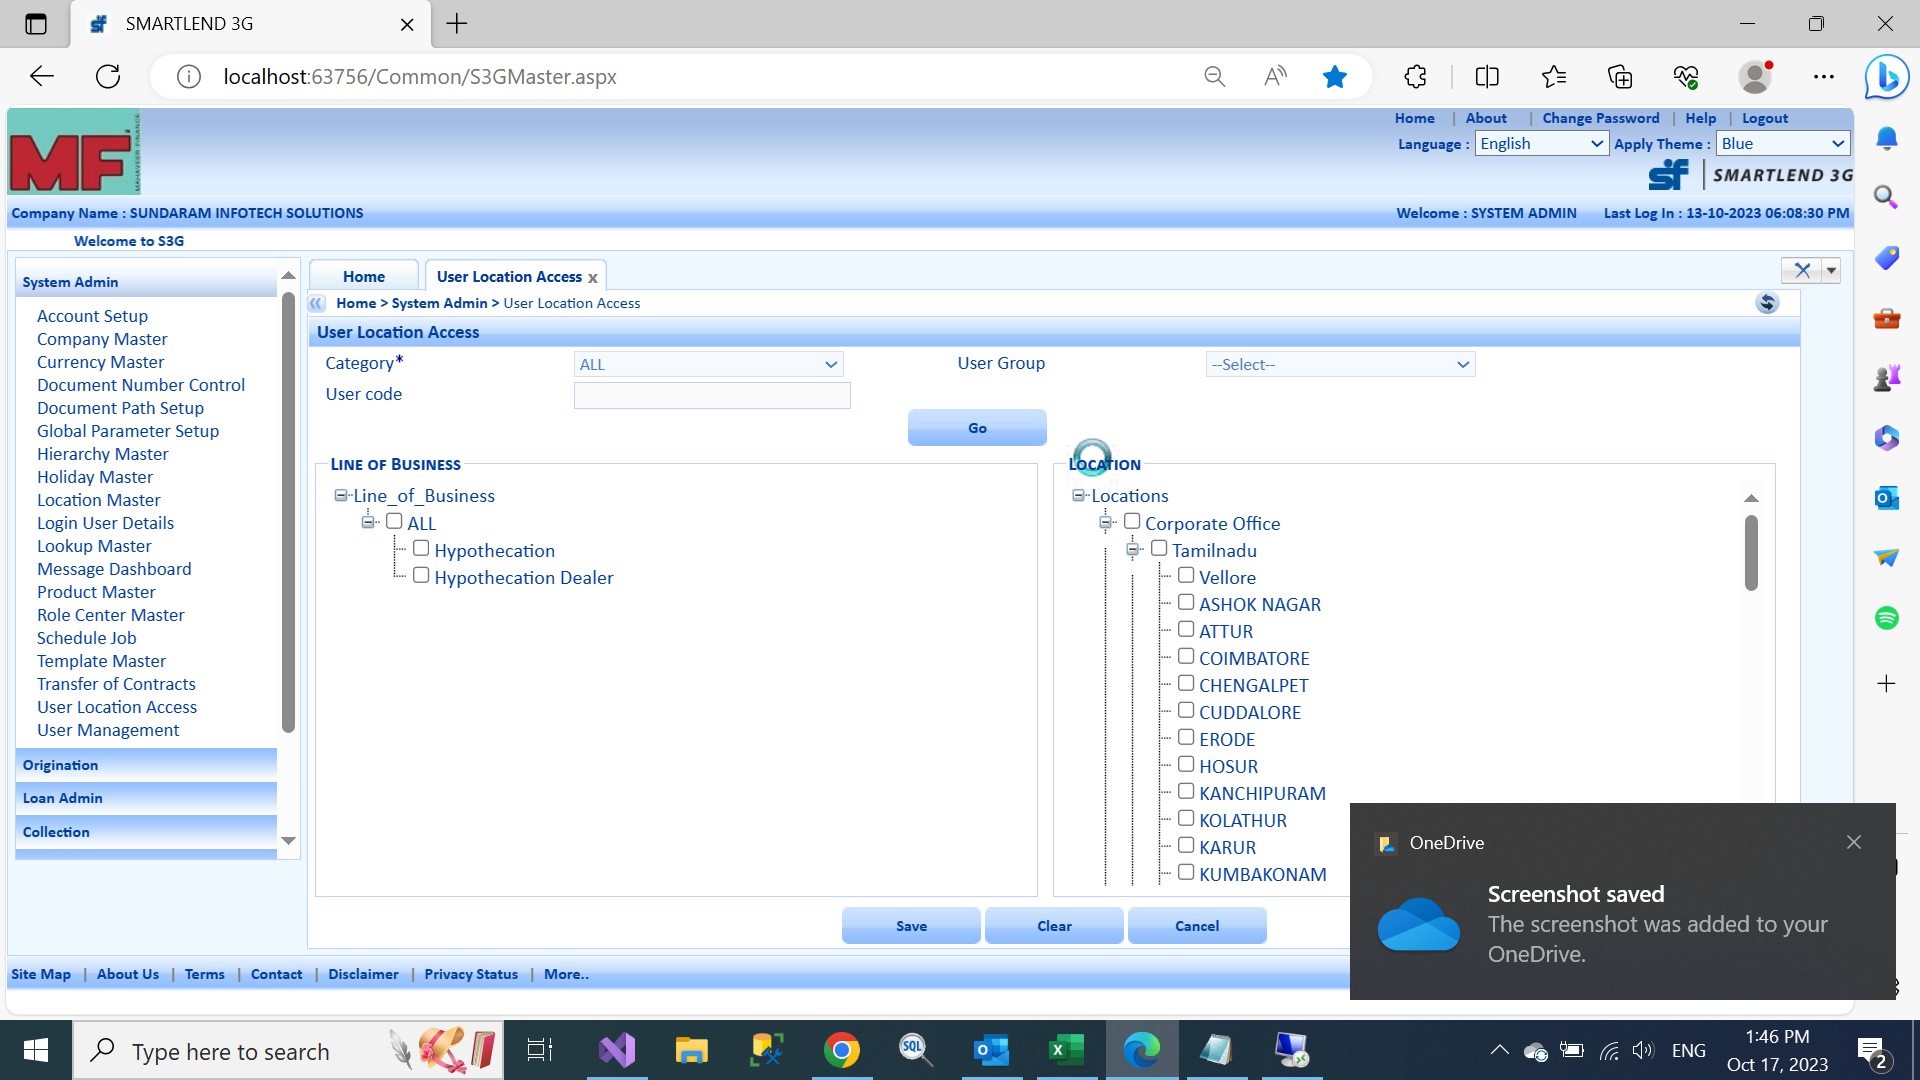 SMARTLEND 3G
localhost:63756/Common/S3GMaster.aspx
MF
MAHAVEER FINANCE
Home | About | Change Password | Help | Logout
Language : English Apply Theme : Blue
sf | SMARTLEND 3G
Company Name : SUNDARAM INFOTECH SOLUTIONS
Welcome : SYSTEM ADMIN Last Log In : 13-10-2023 06:08:30 PM
Welcome to S3G
System Admin
Account Setup
Company Master
Currency Master
Document Number Control
Document Path Setup
Global Parameter Setup
Hierarchy Master
Holiday Master
Location Master
Login User Details
Lookup Master
Message Dashboard
Product Master
Role Center Master
Schedule Job
Template Master
Transfer of Contracts
User Location Access
User Management
Origination
Loan Admin
Collection
Home
User Location Access x
Home > System Admin > User Location Access
User Location Access
Category* ALL
User Group --Select--
User code
Go
LINE OF BUSINESS
Line_of_Business
ALL
Hypothecation
Hypothecation Dealer
LOCATION
Locations
Corporate Office
Tamilnadu
Vellore
ASHOK NAGAR
ATTUR
COIMBATORE
CHENGALPET
CUDDALORE
ERODE
HOSUR
KANCHIPURAM
KOLATHUR
KARUR
KUMBAKONAM
Save
Clear
Cancel
OneDrive
Screenshot saved
The screenshot was added to your
OneDrive.
Site Map | About Us | Terms | Contact | Disclaimer | Privacy Status | More..
Type here to search
SQL
ENG
1:46 PM
Oct 17, 2023
2